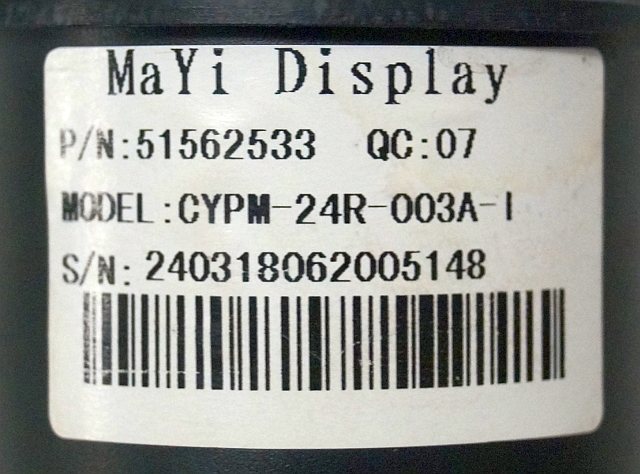 MaYi Display
P/N:51562533 QC:07
MODEL:CYPM-24R-003A-I
S/N: 240318062005148